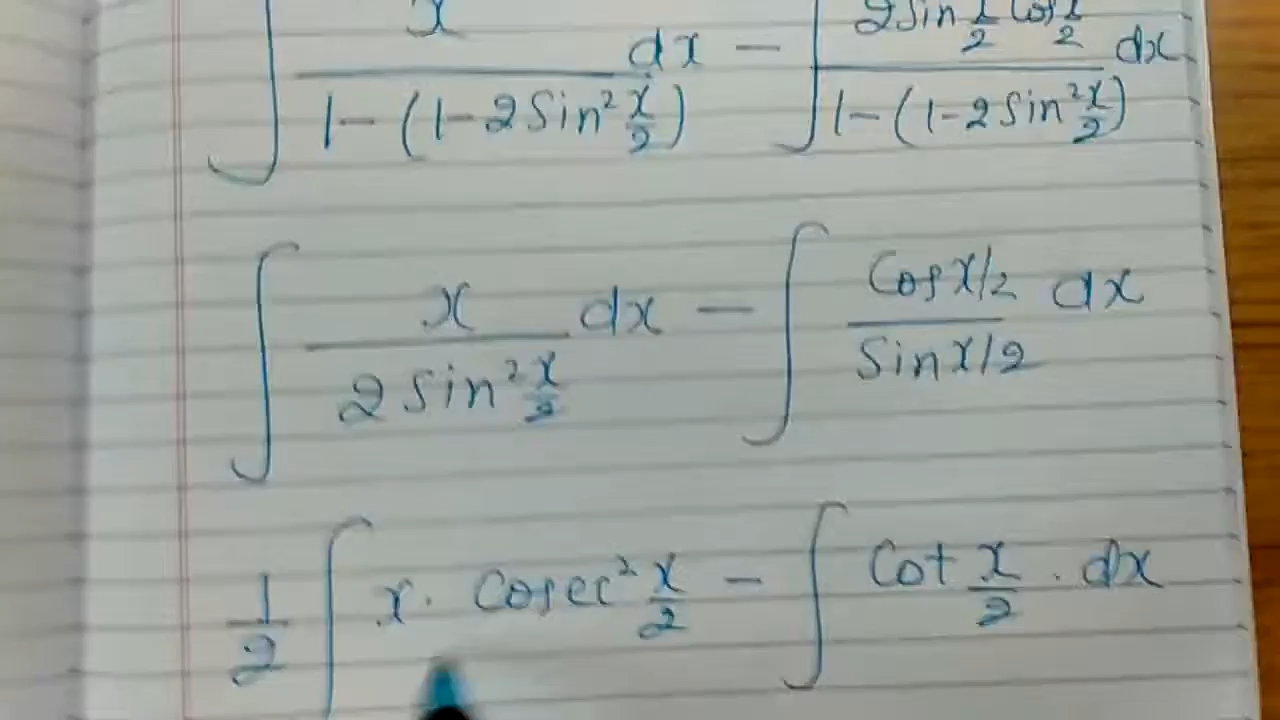 ∫ x / 1-(1-2Sin² x/2) dx - ∫ 2Sin x/2 Cos x/2 / 1-(1-2Sin² x/2) dx
∫ x / 2Sin² x/2 dx - ∫ Cos x/2 / Sin x/2 dx
1/2 ∫ x. Cosec² x/2 - ∫ Cot x/2 . dx